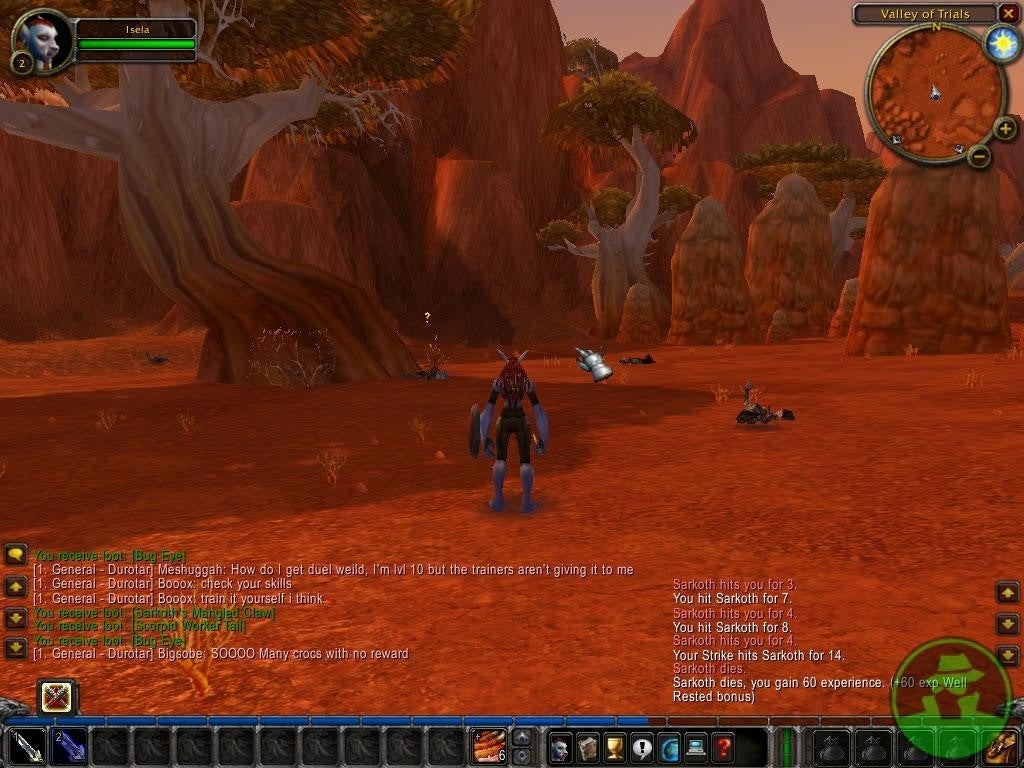 Isela
2
Valley of Trials
N
You receive loot: [Bug Eye]
[1. General - Durotar] Meshuggah: How do I get duel weild, I'm lvl 10 but the trainers aren't giving it to me
[1. General - Durotar] Booox: check your skills
[1. General - Durotar] Booox: train it yourself i think
You receive loot: [Sarkoth's Mangled Claw]
You receive loot: [Scorpid Worker Tail]
You receive loot: [Bug Eye]
[1. General - Durotar] Bigsobe: SOOOO Many crocs with no reward
Sarkoth hits you for 3.
You hit Sarkoth for 7.
Sarkoth hits you for 4.
You hit Sarkoth for 8.
Sarkoth hits you for 4.
Your Strike hits Sarkoth for 14.
Sarkoth dies.
Sarkoth dies, you gain 60 experience. (+60 exp Well
Rested bonus)
1
2
6